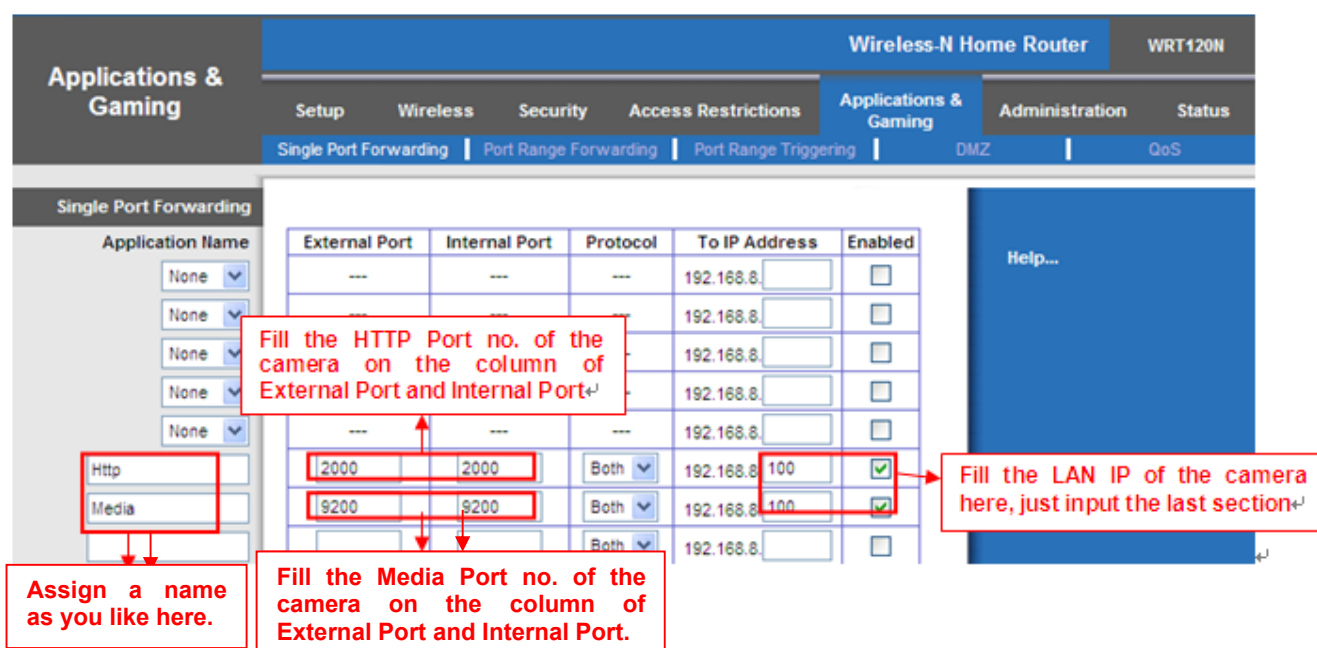 Wireless-N Home Router WRT120N
Applications &
Gaming
Setup Wireless Security Access Restrictions Applications & Gaming Administration Status
Single Port Forwarding Port Range Forwarding Port Range Triggering DMZ QoS
Single Port Forwarding
Application Name External Port Internal Port Protocol To IP Address Enabled
Help...
None --- --- --- 192.168.8.
None --- 192.168.8.
None 192.168.8.
None 192.168.8.
None --- --- --- 192.168.8.
Fill the HTTP Port no. of the
camera on the column of
External Port and Internal Port↵
Http 2000 2000 Both 192.168.8. 100
Media 9200 9200 Both 192.168.8. 100
Both 192.168.8.
Fill the LAN IP of the camera
here, just input the last section↵
↵
Assign a name
as you like here.
Fill the Media Port no. of the
camera on the column of
External Port and Internal Port.